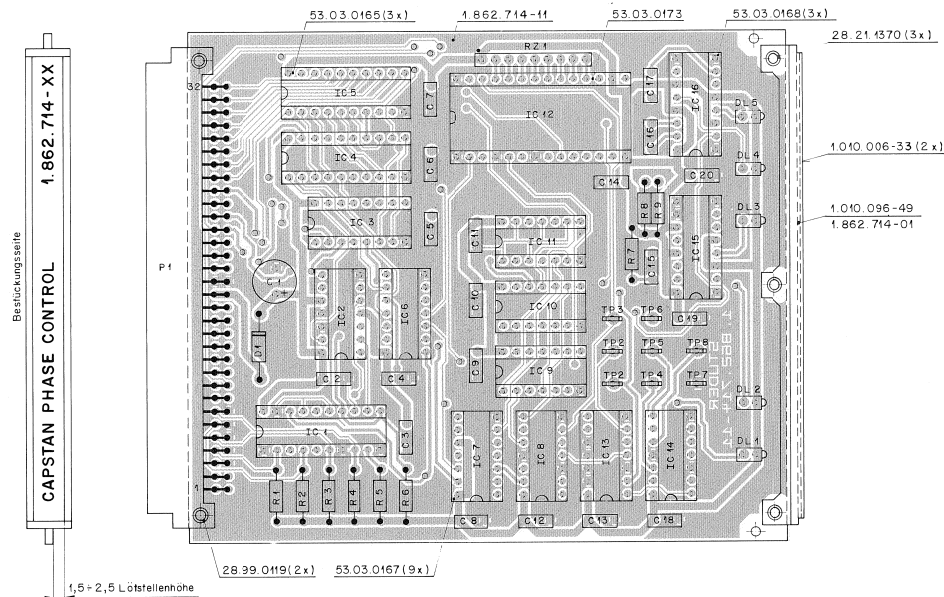 53.03.0165(3x)
1.862.714-11
53.03.0173
53.03.0168(3x)
28.21.1370(3x)
RZ1
32
IC5
C7
IC12
C17
IC16
C16
DL5
IC4
C6
C14
C20
DL4
1.010.006-33(2x)
IC3
C5
C11
IC11
R8
R9
R7
C15
IC15
DL3
1.010.096-49
1.862.714-01
P1
C1
+
IC2
IC6
C10
IC10
TP3
TP6
C19
D1
C9
IC9
TP2
TP5
TP8
TP2
TP4
TP7
C2
C4
1.862.714-11
STUDER
DL2
IC1
C3
IC7
IC8
IC13
IC14
DL1
1
R1
R2
R3
R4
R5
R6
C8
C12
C13
C18
28.99.0119(2x)
53.03.0167(9x)
Bestückungsseite
CAPSTAN PHASE CONTROL 1.862.714-XX
1,5÷2,5 Lötstellenhöhe